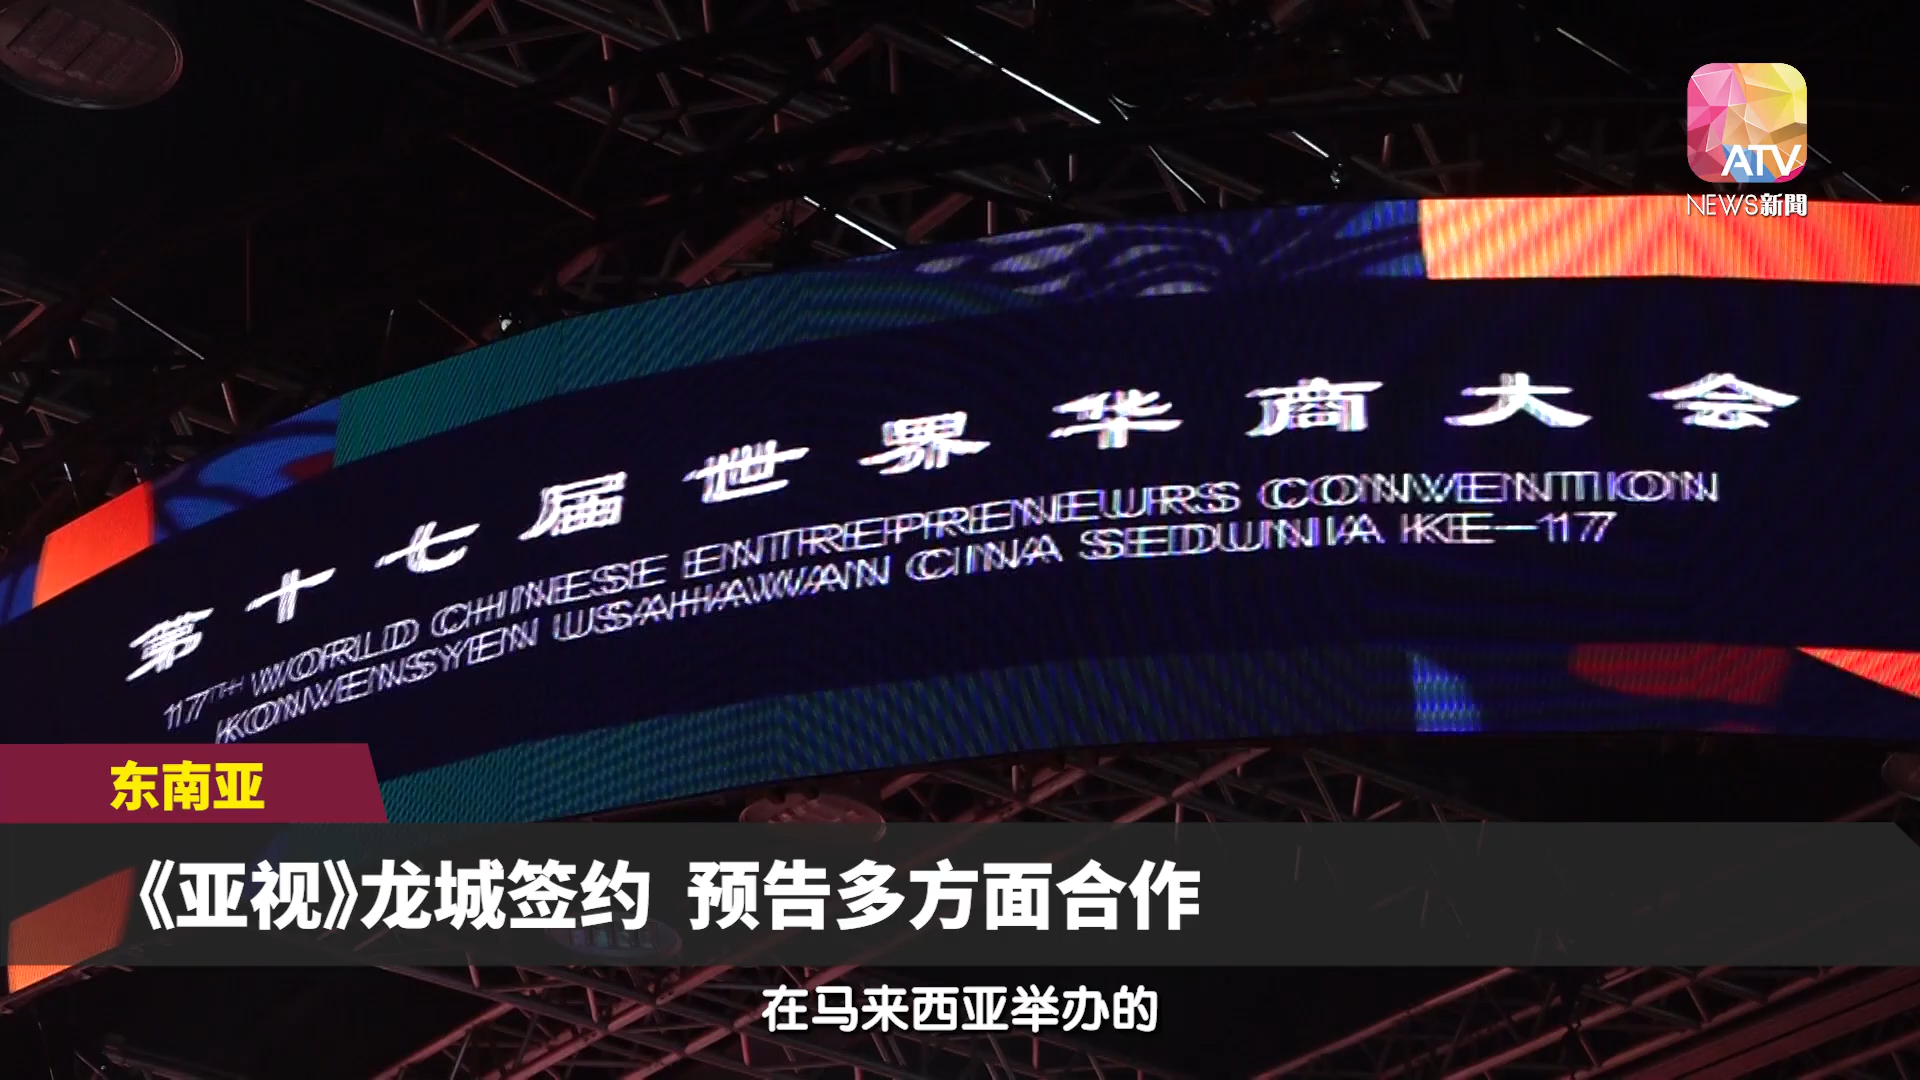 ATV
NEWS新聞
第十七届世界华商大会
17TH WORLD CHINESE ENTREPRENEURS CONVENTION
KONVENSYEN USAHAWAN CINA SEDUNIA KE-17
东南亚
《亚视》龙城签约 预告多方面合作
在马来西亚举办的